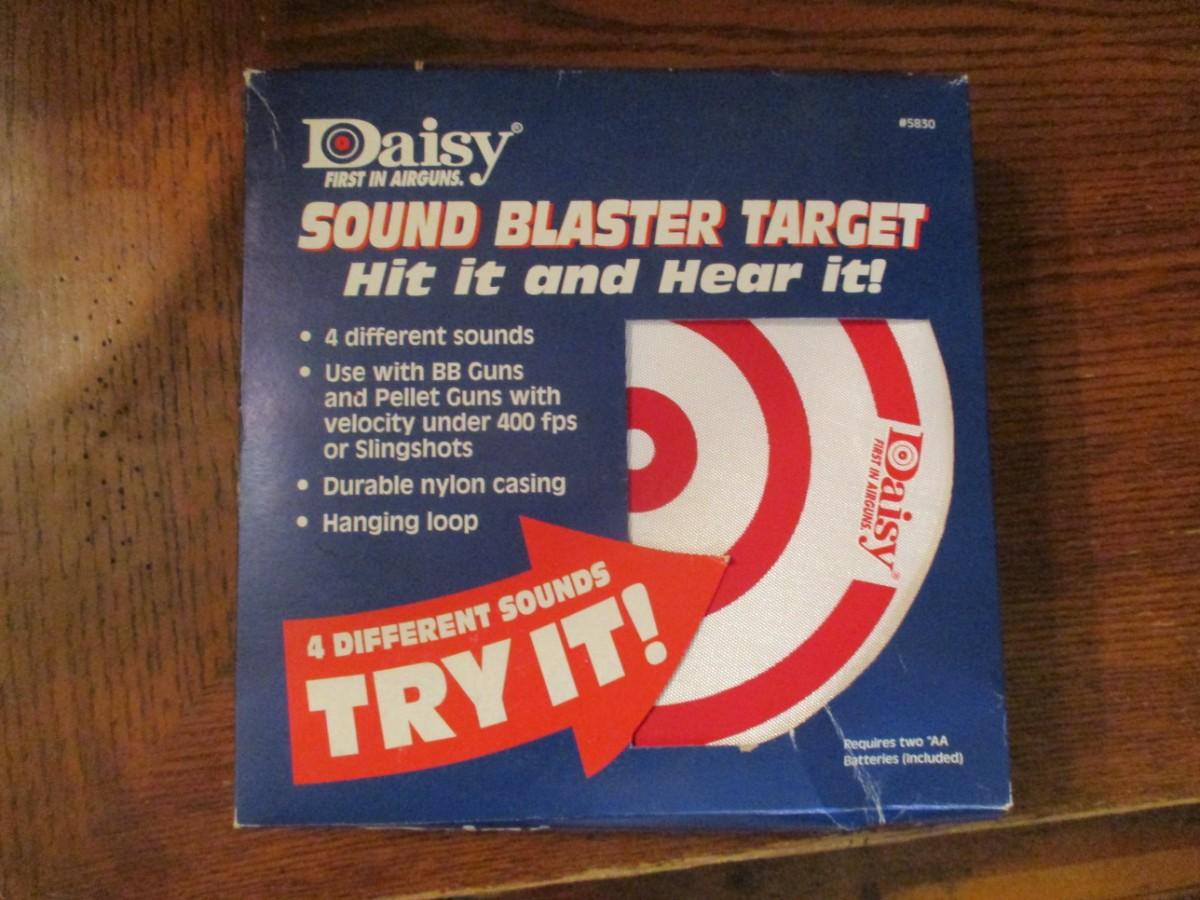 Daisy®
FIRST IN AIRGUNS.
#5830
SOUND BLASTER TARGET
Hit it and Hear it!
• 4 different sounds
• Use with BB Guns
and Pellet Guns with
velocity under 400 fps
or Slingshots
• Durable nylon casing
• Hanging loop
4 DIFFERENT SOUNDS
TRY IT!
Daisy®
FIRST IN AIRGUNS.
Requires two "AA
Batteries (Included)